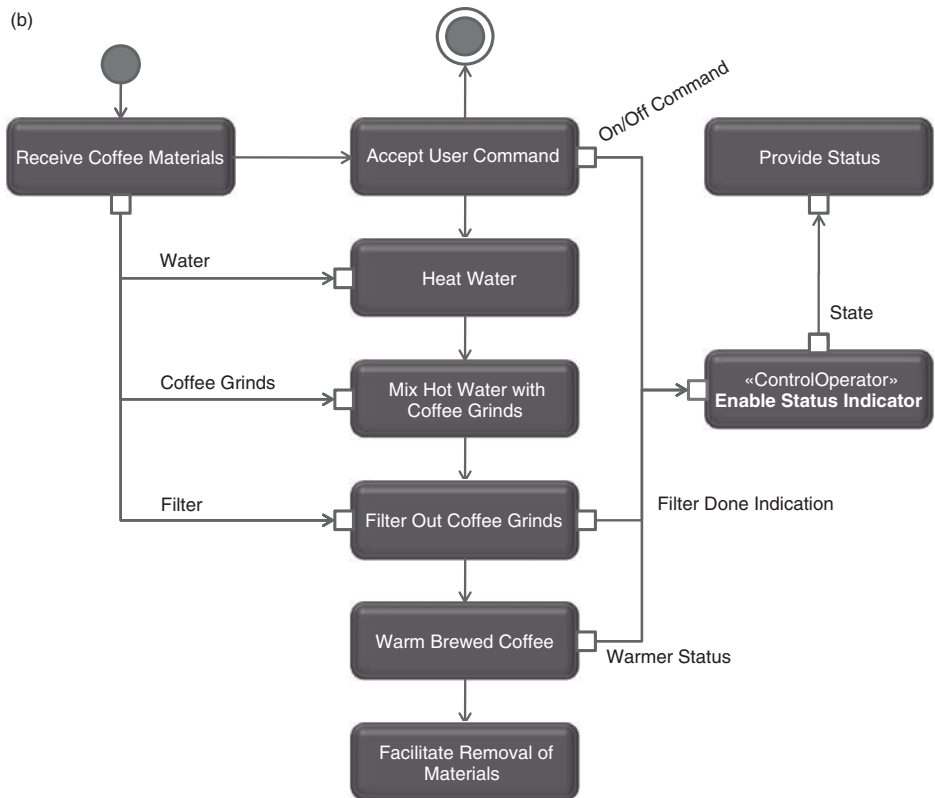 (b)
On/Off Command
Receive Coffee Materials
Accept User Command
Provide Status
Water
Heat Water
State
Coffee Grinds
Mix Hot Water with
Coffee Grinds
«ControlOperator»
Enable Status Indicator
Filter
Filter Out Coffee Grinds
Filter Done Indication
Warm Brewed Coffee
Warmer Status
Facilitate Removal of
Materials